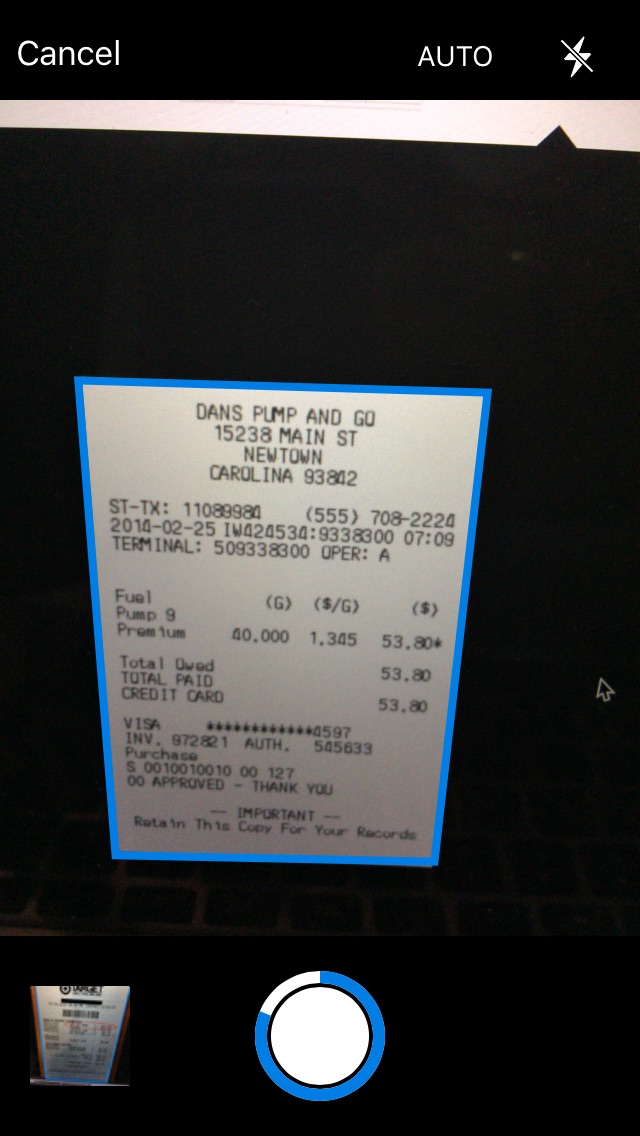 Cancel
AUTO
DANS PUMP AND GO
15238 MAIN ST
NEWTOWN
CAROLINA 93842
ST-TX: 11089984 (555) 708-2224
2014-02-25 IW424534:9338300 07:09
TERMINAL: 509338300 OPER: A
Fuel (G) ($/G) ($)
Pump 9
Premium 40.000 1.345 53.80*
Total Owed 53.80
TOTAL PAID
CREDIT CARD 53.80
VISA ************4597
INV. 972821 AUTH. 545633
Purchase
S 0010010010 00 127
00 APPROVED - THANK YOU
-- IMPORTANT --
Retain This Copy For Your Records
TARGET